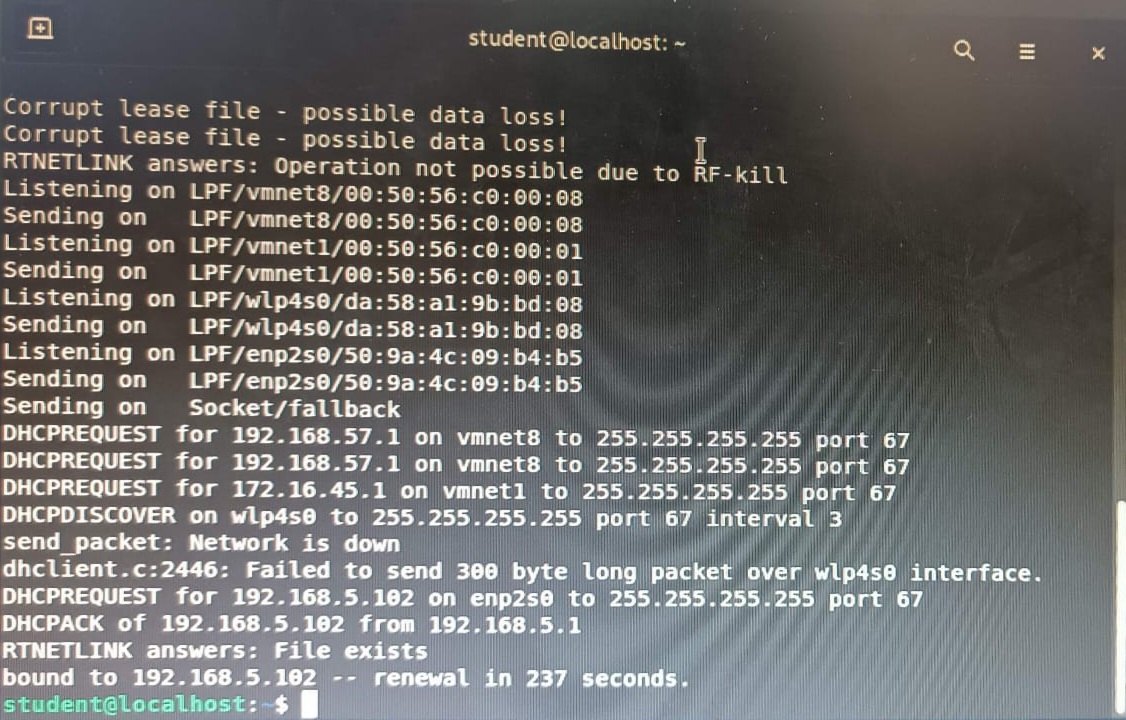 student@localhost: ~
Corrupt lease file - possible data loss!
Corrupt lease file - possible data loss!
RTNETLINK answers: Operation not possible due to RF-kill
Listening on LPF/vmnet8/00:50:56:c0:00:08
Sending on   LPF/vmnet8/00:50:56:c0:00:08
Listening on LPF/vmnet1/00:50:56:c0:00:01
Sending on   LPF/vmnet1/00:50:56:c0:00:01
Listening on LPF/wlp4s0/da:58:a1:9b:bd:08
Sending on   LPF/wlp4s0/da:58:a1:9b:bd:08
Listening on LPF/enp2s0/50:9a:4c:09:b4:b5
Sending on   LPF/enp2s0/50:9a:4c:09:b4:b5
Sending on   Socket/fallback
DHCPREQUEST for 192.168.57.1 on vmnet8 to 255.255.255.255 port 67
DHCPREQUEST for 192.168.57.1 on vmnet8 to 255.255.255.255 port 67
DHCPREQUEST for 172.16.45.1 on vmnet1 to 255.255.255.255 port 67
DHCPDISCOVER on wlp4s0 to 255.255.255.255 port 67 interval 3
send_packet: Network is down
dhclient.c:2446: Failed to send 300 byte long packet over wlp4s0 interface.
DHCPREQUEST for 192.168.5.102 on enp2s0 to 255.255.255.255 port 67
DHCPACK of 192.168.5.102 from 192.168.5.1
RTNETLINK answers: File exists
bound to 192.168.5.102 -- renewal in 237 seconds.
student@localhost:~$